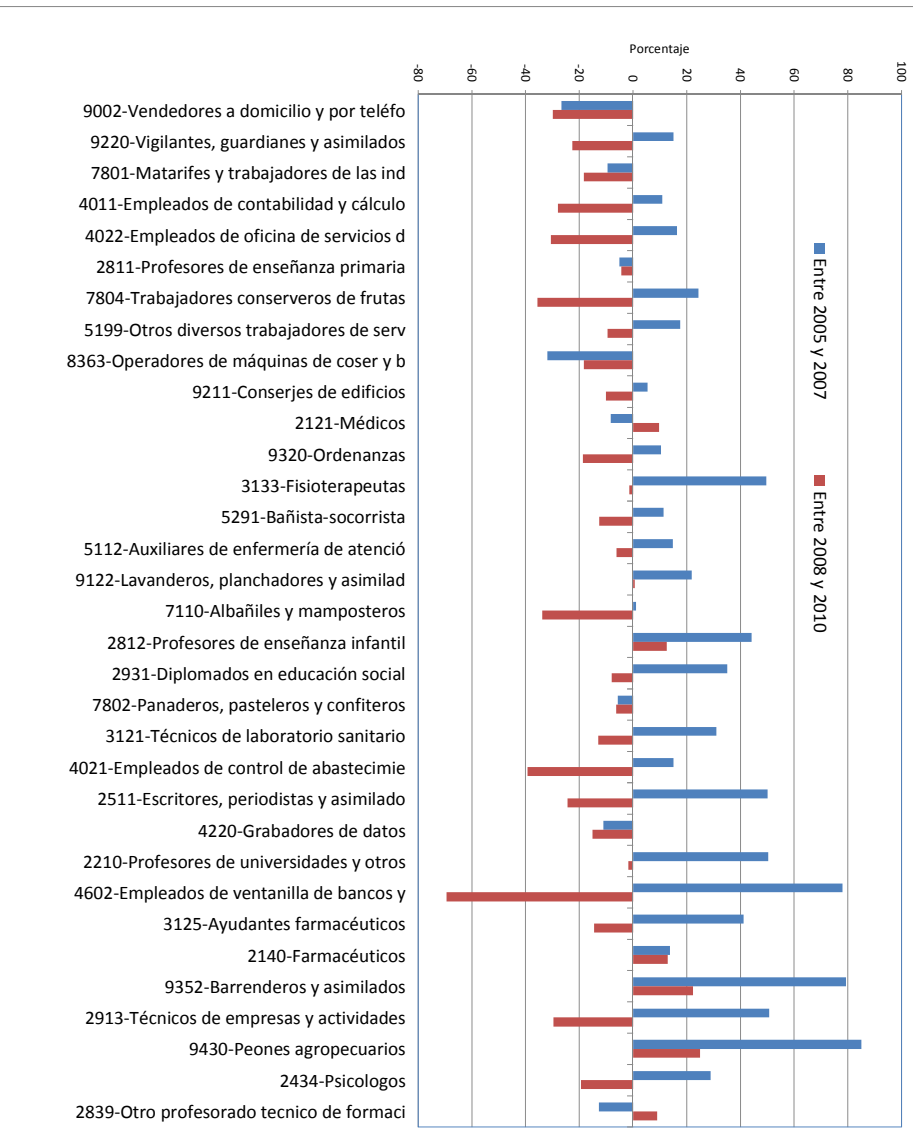 Porcentaje
-80
-60
-40
-20
0
20
40
60
80
100
9002-Vendedores a domicilio y por teléfo
9220-Vigilantes, guardianes y asimilados
7801-Matarifes y trabajadores de las ind
4011-Empleados de contabilidad y cálculo
4022-Empleados de oficina de servicios d
2811-Profesores de enseñanza primaria
7804-Trabajadores conserveros de frutas
5199-Otros diversos trabajadores de serv
8363-Operadores de máquinas de coser y b
9211-Conserjes de edificios
2121-Médicos
9320-Ordenanzas
3133-Fisioterapeutas
5291-Bañista-socorrista
5112-Auxiliares de enfermería de atenció
9122-Lavanderos, planchadores y asimilad
7110-Albañiles y mamposteros
2812-Profesores de enseñanza infantil
2931-Diplomados en educación social
7802-Panaderos, pasteleros y confiteros
3121-Técnicos de laboratorio sanitario
4021-Empleados de control de abastecimie
2511-Escritores, periodistas y asimilado
4220-Grabadores de datos
2210-Profesores de universidades y otros
4602-Empleados de ventanilla de bancos y
3125-Ayudantes farmacéuticos
2140-Farmacéuticos
9352-Barrenderos y asimilados
2913-Técnicos de empresas y actividades
9430-Peones agropecuarios
2434-Psicologos
2839-Otro profesorado tecnico de formaci
Entre 2005 y 2007
Entre 2008 y 2010